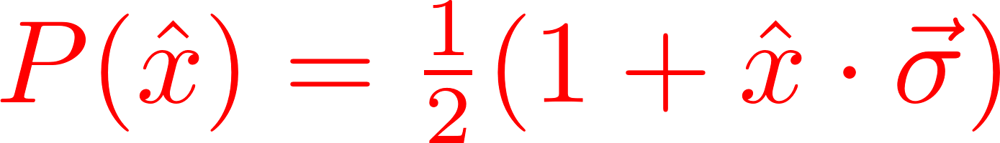 P(x̂) = ½(1 + x̂ · σ⃗)